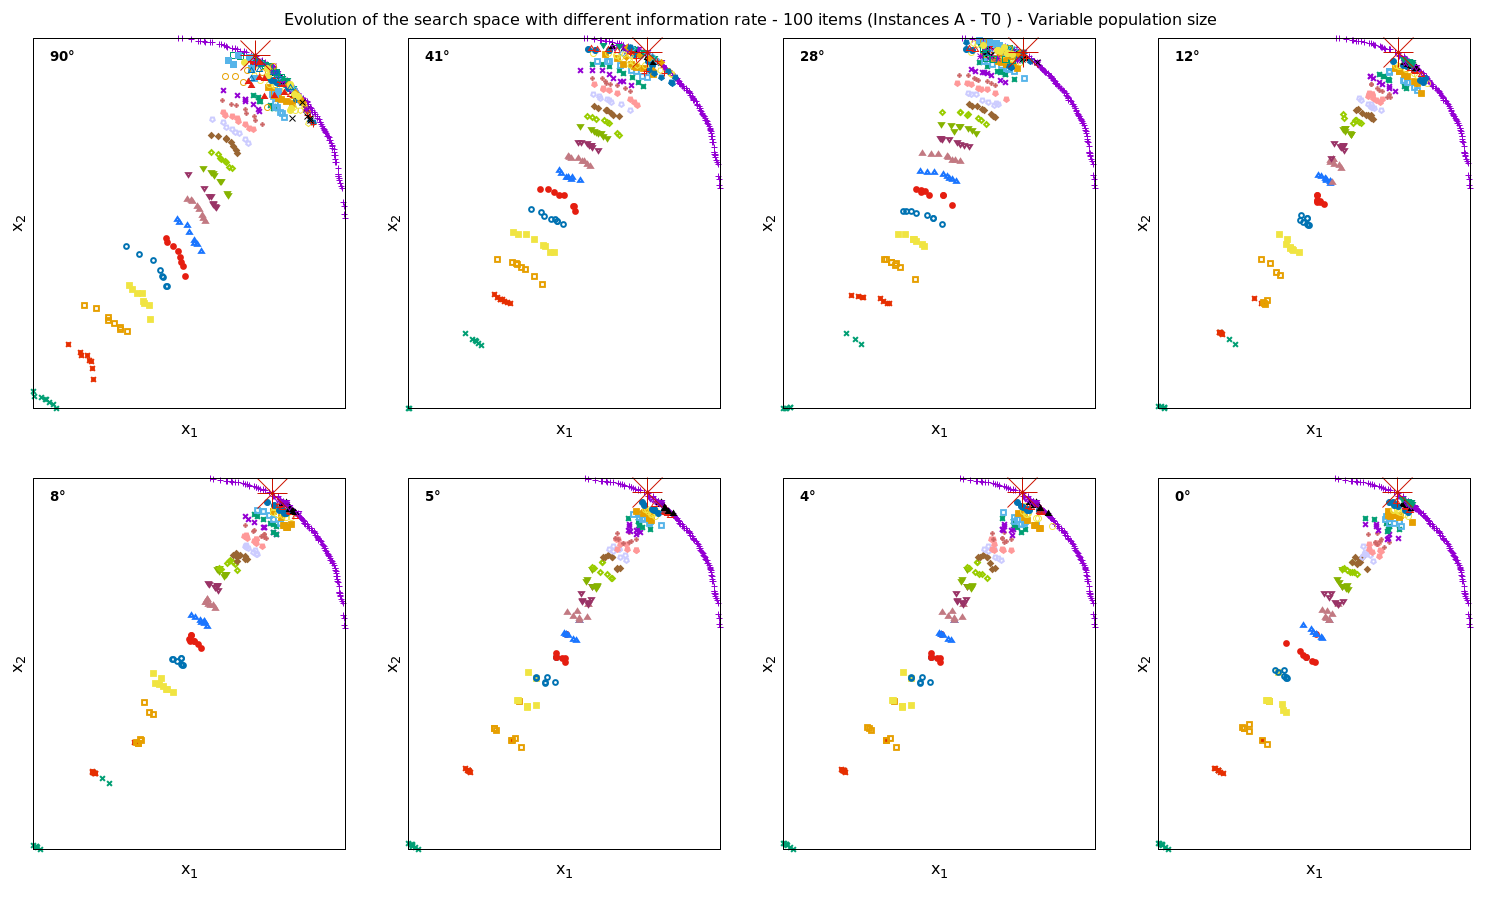 Evolution of the search space with different information rate - 100 items (Instances A - T0 ) - Variable population size
90°
41°
28°
12°
x₂
x₂
x₂
x₂
x₁
x₁
x₁
x₁
8°
5°
4°
0°
x₂
x₂
x₂
x₂
x₁
x₁
x₁
x₁